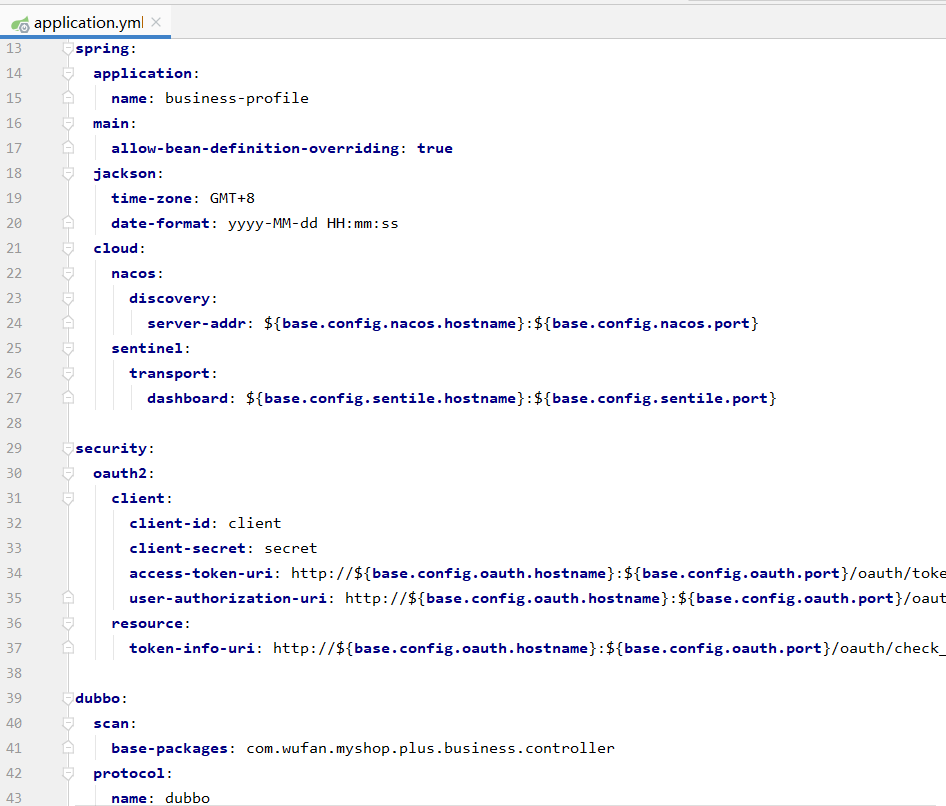 application.yml
13 spring:
14 application:
15 name: business-profile
16 main:
17 allow-bean-definition-overriding: true
18 jackson:
19 time-zone: GMT+8
20 date-format: yyyy-MM-dd HH:mm:ss
21 cloud:
22 nacos:
23 discovery:
24 server-addr: ${base.config.nacos.hostname}:${base.config.nacos.port}
25 sentinel:
26 transport:
27 dashboard: ${base.config.sentile.hostname}:${base.config.sentile.port}
28
29 security:
30 oauth2:
31 client:
32 client-id: client
33 client-secret: secret
34 access-token-uri: http://${base.config.oauth.hostname}:${base.config.oauth.port}/oauth/toke
35 user-authorization-uri: http://${base.config.oauth.hostname}:${base.config.oauth.port}/oaut
36 resource:
37 token-info-uri: http://${base.config.oauth.hostname}:${base.config.oauth.port}/oauth/check_
38
39 dubbo:
40 scan:
41 base-packages: com.wufan.myshop.plus.business.controller
42 protocol:
43 name: dubbo